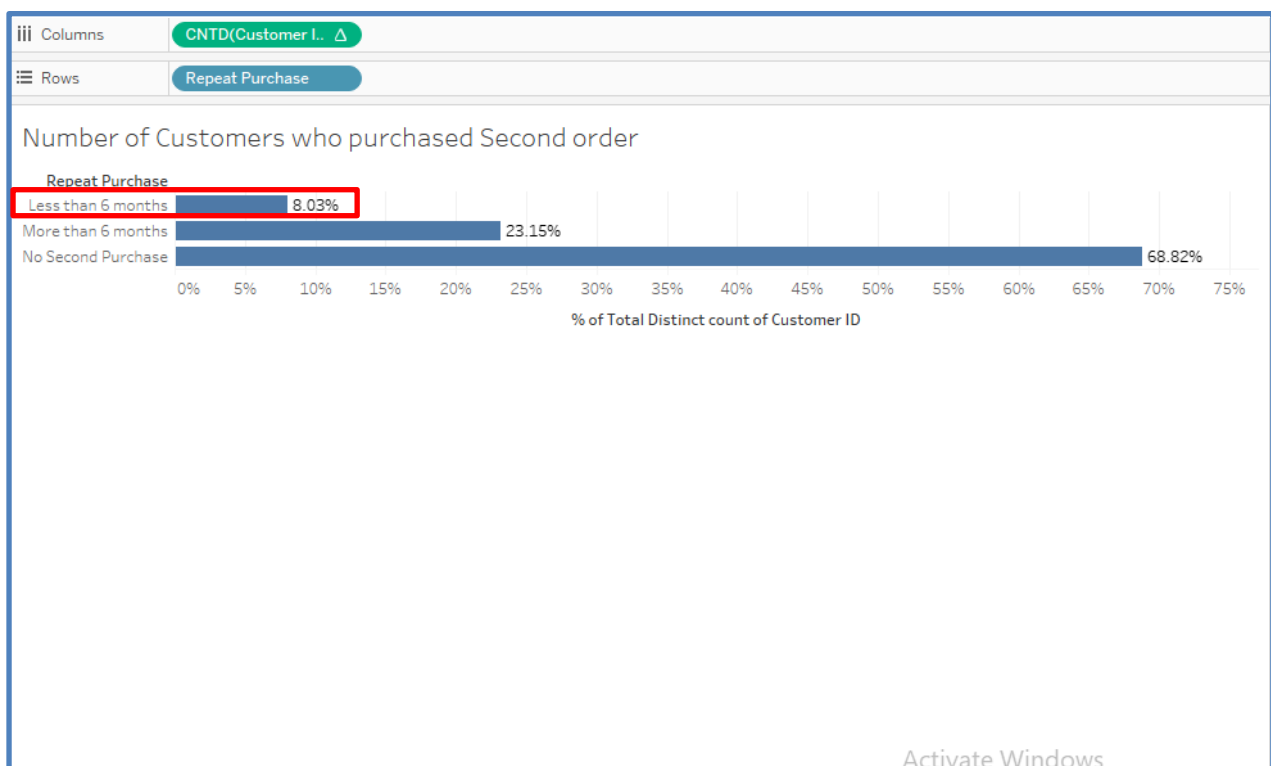 Columns CNTD(Customer I.. Δ
Rows Repeat Purchase
Number of Customers who purchased Second order
Repeat Purchase
Less than 6 months 8.03%
More than 6 months 23.15%
No Second Purchase 68.82%
0% 5% 10% 15% 20% 25% 30% 35% 40% 45% 50% 55% 60% 65% 70% 75%
% of Total Distinct count of Customer ID
Activate Windows